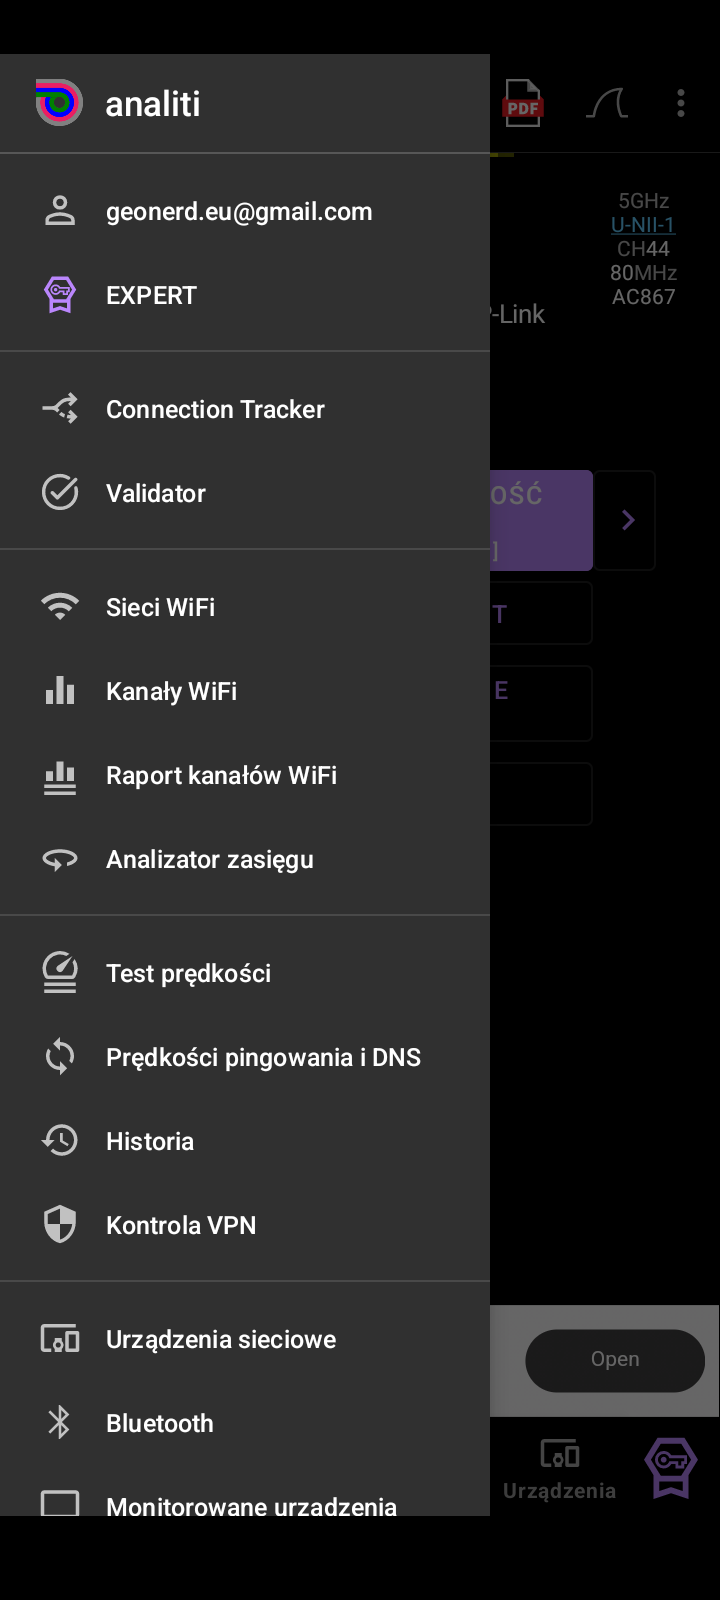 analiti
PDF
geonerd.eu@gmail.com
EXPERT
5GHz
U-NII-1
CH44
80MHz
AC867
-Link
Connection Tracker
Validator
OŚĆ
]
Sieci WiFi
T
Kanały WiFi
E
Raport kanałów WiFi
Analizator zasięgu
Test prędkości
Prędkości pingowania i DNS
Historia
Kontrola VPN
Urządzenia sieciowe
Open
Bluetooth
Urządzenia
Monitorowane urzadzenia